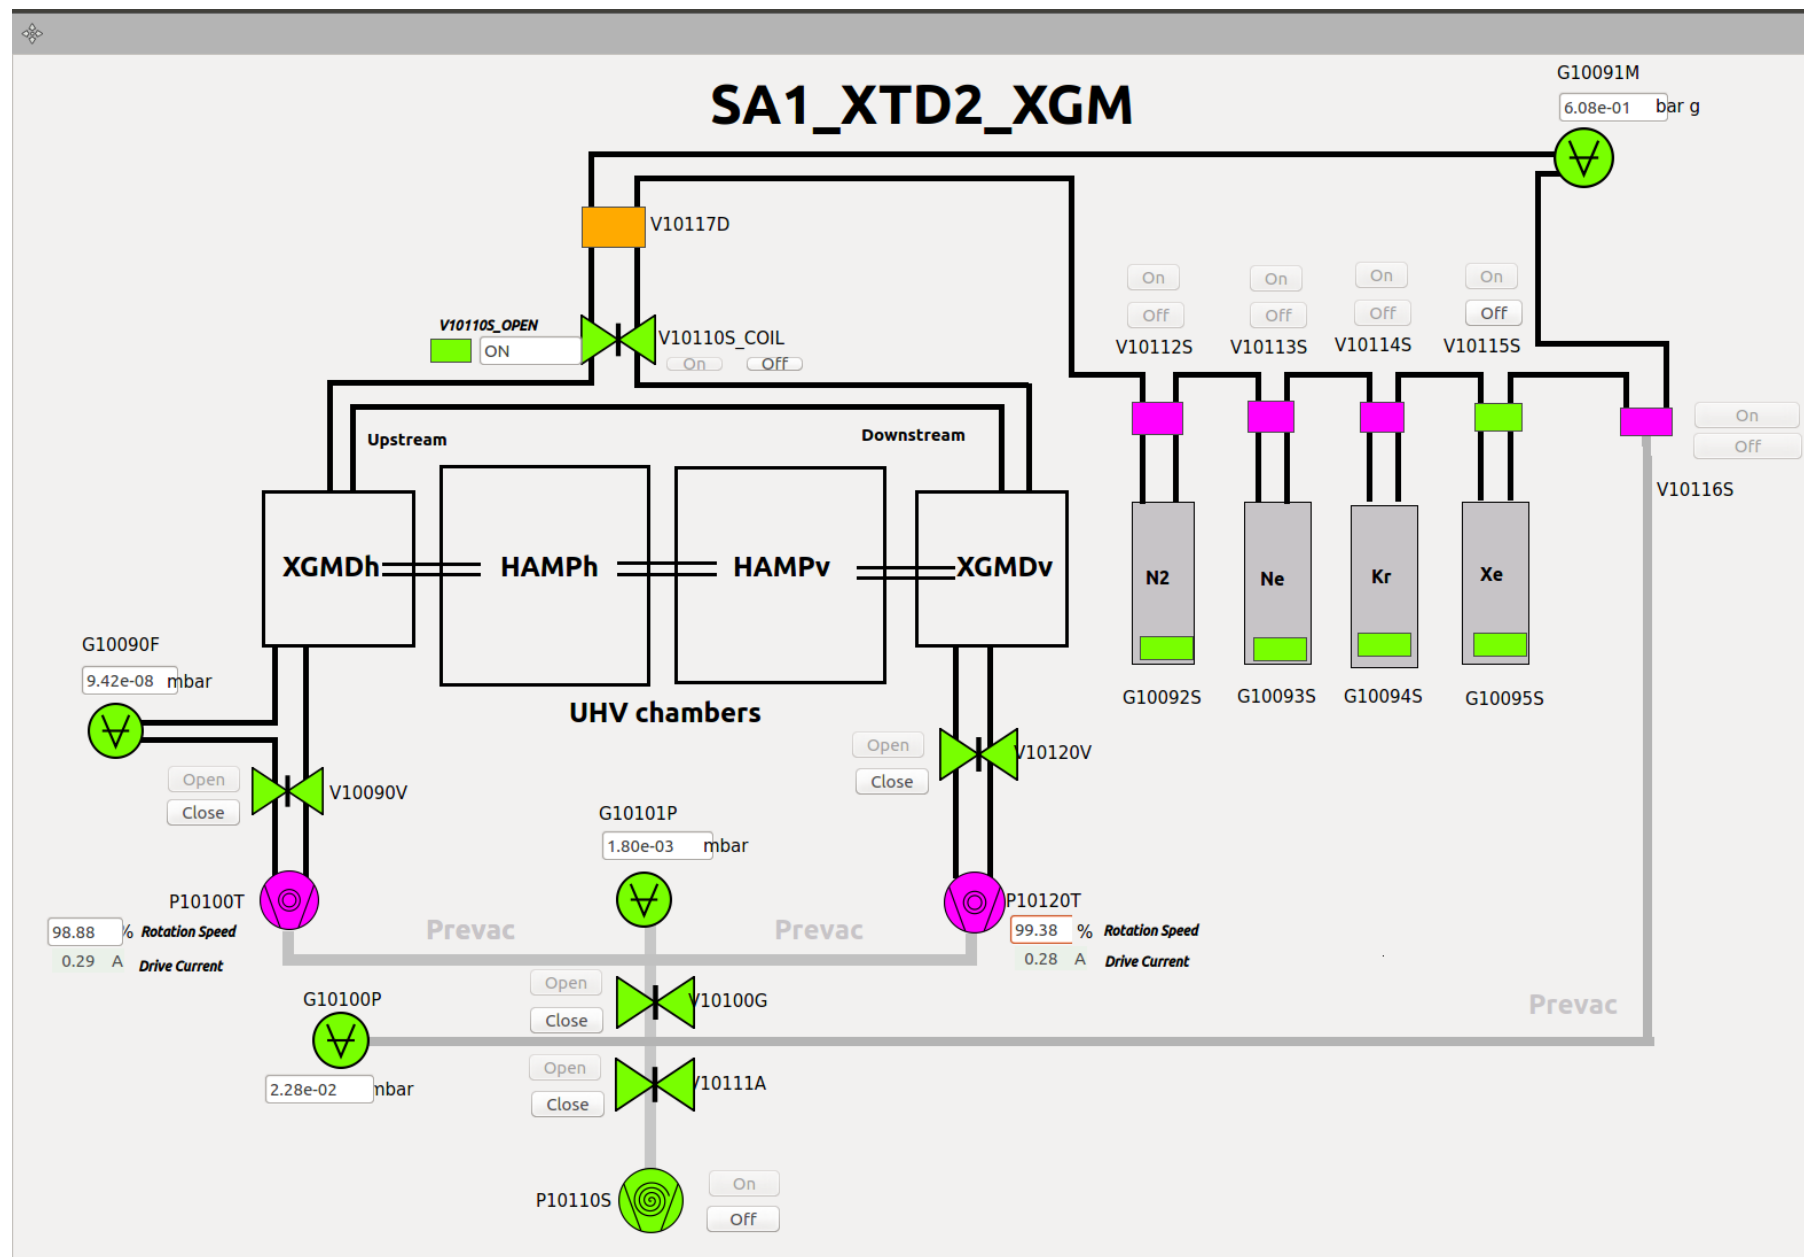 G10091M
SA1_XTD2_XGM
6.08e-01 bar g
V10117D
On On On On
Off Off Off Off
V10110S_OPEN
V10110S_COIL
V10112S V10113S V10114S V10115S
ON
On Off
On
Off
Upstream
Downstream
V10116S
XGMDh HAMPh HAMPv XGMDv
N2 Ne Kr Xe
G10090F
9.42e-08 mbar
G10092S G10093S G10094S G10095S
UHV chambers
Open
Close
V10120V
Open
Close
V10090V
G10101P
1.80e-03 mbar
P10100T
98.88 % Rotation Speed
0.29 A Drive Current
Prevac Prevac
P10120T
99.38 % Rotation Speed
0.28 A Drive Current
Open
Close
V10100G
G10100P
2.28e-02 mbar
Prevac
Open
Close
V10111A
P10110S
On
Off